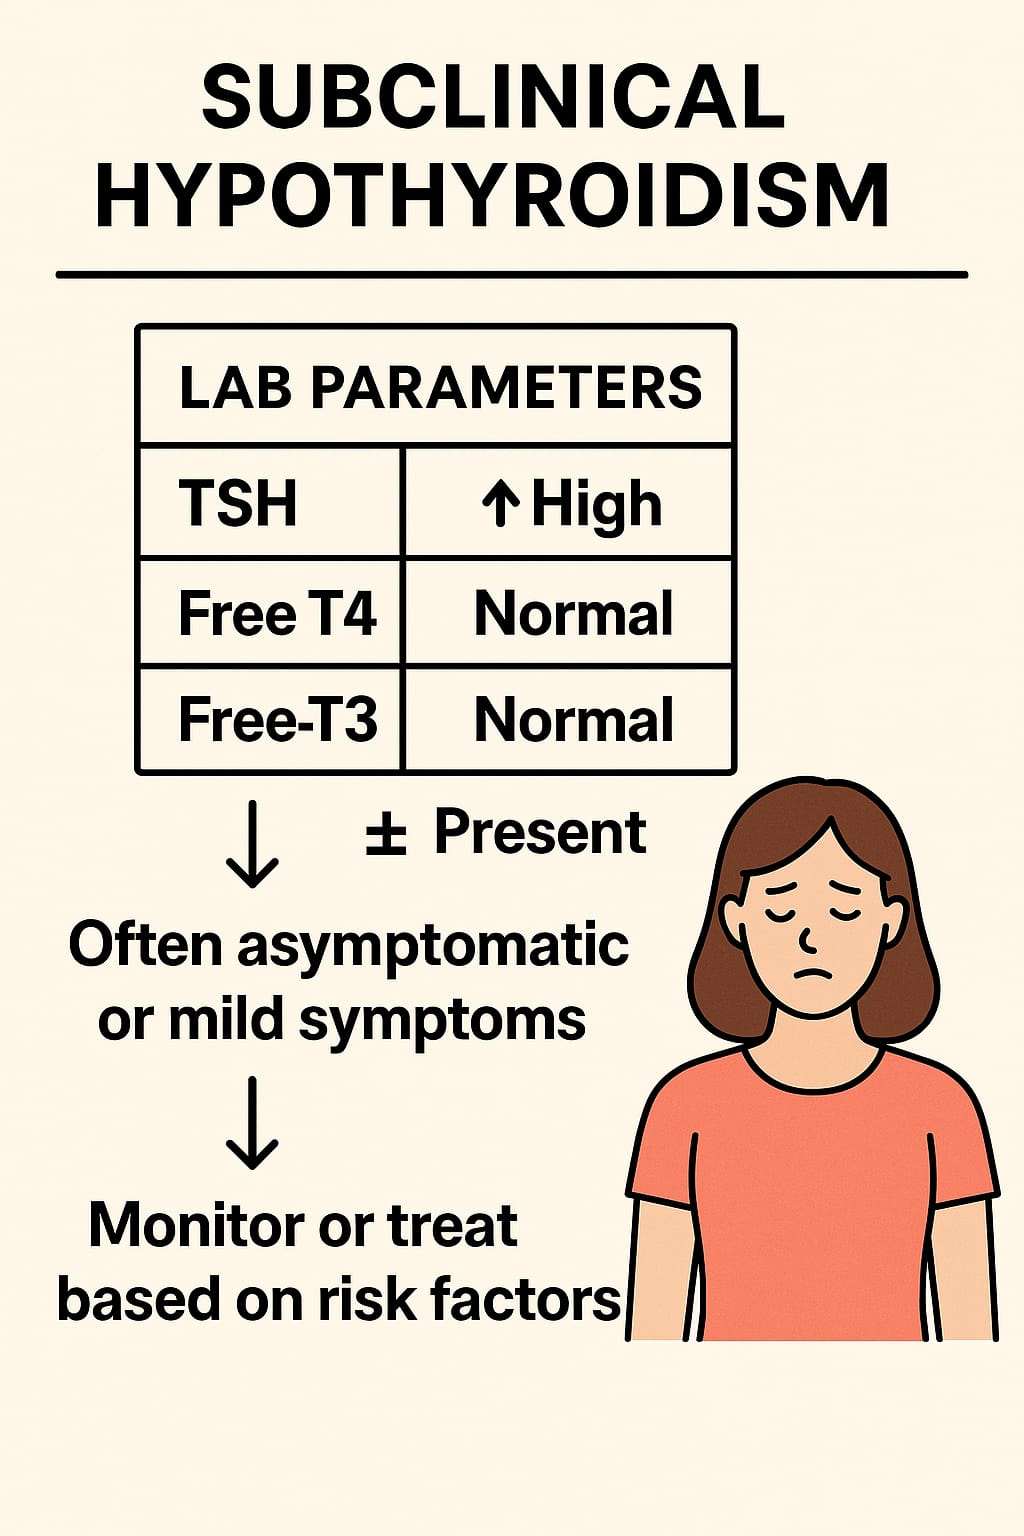 SUBCLINICAL
HYPOTHYROIDISM
LAB PARAMETERS
TSH ↑High
Free T4 Normal
Free-T3 Normal
± Present
Often asymptomatic
or mild symptoms
Monitor or treat
based on risk factors